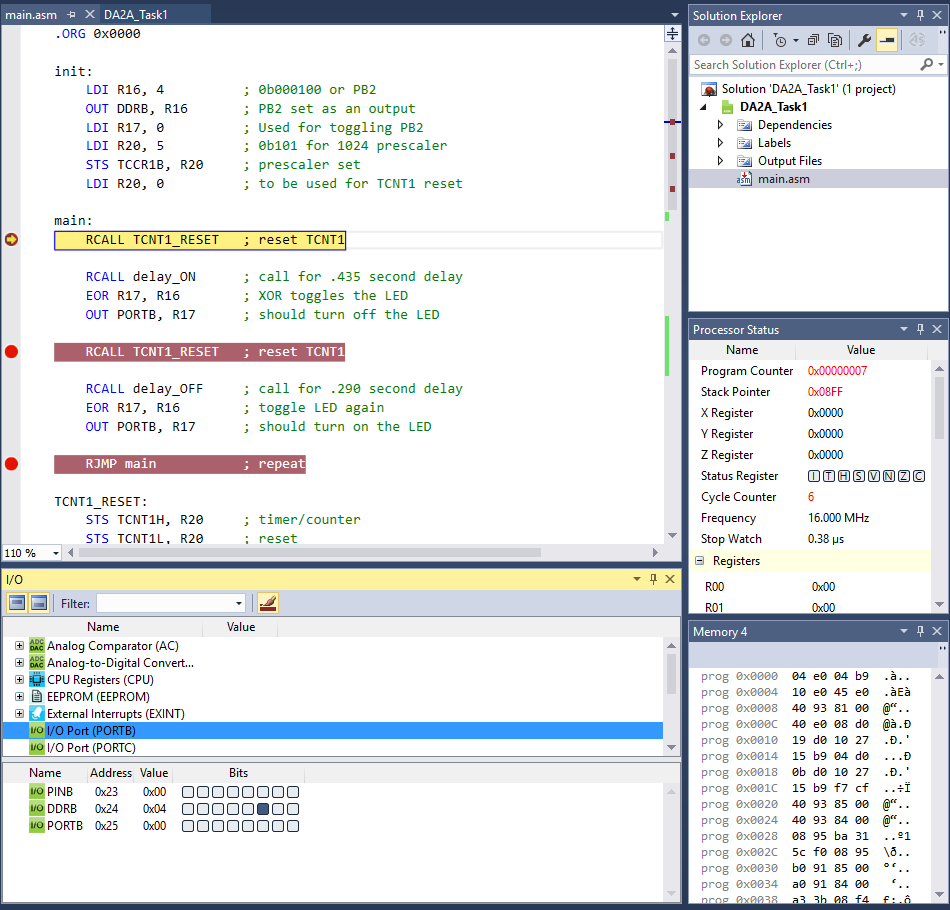 main.asm
DA2A_Task1
.ORG 0x0000
init:
LDI R16, 4 ; 0b000100 or PB2
OUT DDRB, R16 ; PB2 set as an output
LDI R17, 0 ; Used for toggling PB2
LDI R20, 5 ; 0b101 for 1024 prescaler
STS TCCR1B, R20 ; prescaler set
LDI R20, 0 ; to be used for TCNT1 reset
main:
RCALL TCNT1_RESET ; reset TCNT1
RCALL delay_ON ; call for .435 second delay
EOR R17, R16 ; XOR toggles the LED
OUT PORTB, R17 ; should turn off the LED
RCALL TCNT1_RESET ; reset TCNT1
RCALL delay_OFF ; call for .290 second delay
EOR R17, R16 ; toggle LED again
OUT PORTB, R17 ; should turn on the LED
RJMP main ; repeat
TCNT1_RESET:
STS TCNT1H, R20 ; timer/counter
STS TCNT1L, R20 ; reset
110 %
I/O
Filter:
Name Value
Analog Comparator (AC)
Analog-to-Digital Convert...
CPU Registers (CPU)
EEPROM (EEPROM)
External Interrupts (EXINT)
I/O Port (PORTB)
I/O Port (PORTC)
Name Address Value Bits
PINB 0x23 0x00
DDRB 0x24 0x04
PORTB 0x25 0x00
Solution Explorer
Search Solution Explorer (Ctrl+;)
Solution 'DA2A_Task1' (1 project)
DA2A_Task1
Dependencies
Labels
Output Files
main.asm
Processor Status
Name Value
Program Counter 0x00000007
Stack Pointer 0x08FF
X Register 0x0000
Y Register 0x0000
Z Register 0x0000
Status Register I T H S V N Z C
Cycle Counter 6
Frequency 16.000 MHz
Stop Watch 0.38 µs
Registers
R00 0x00
R01 0x00
Memory 4
prog 0x0000 04 e0 04 b9 .à..
prog 0x0004 10 e0 45 e0 .àEà
prog 0x0008 40 93 81 00 @“..
prog 0x000C 40 e0 08 d0 @à.Ð
prog 0x0010 19 d0 10 27 .Ð.'
prog 0x0014 15 b9 04 d0 ...Ð
prog 0x0018 0b d0 10 27 .Ð.'
prog 0x001C 15 b9 f7 cf ..÷Ï
prog 0x0020 40 93 85 00 @“..
prog 0x0024 40 93 84 00 @“..
prog 0x0028 08 95 ba 31 ..º1
prog 0x002C 5c f0 08 95 \ð..
prog 0x0030 b0 91 85 00 °‘..
prog 0x0034 a0 91 84 00 ‘..
prog 0x0038 a3 3b 08 f4 £;.ô